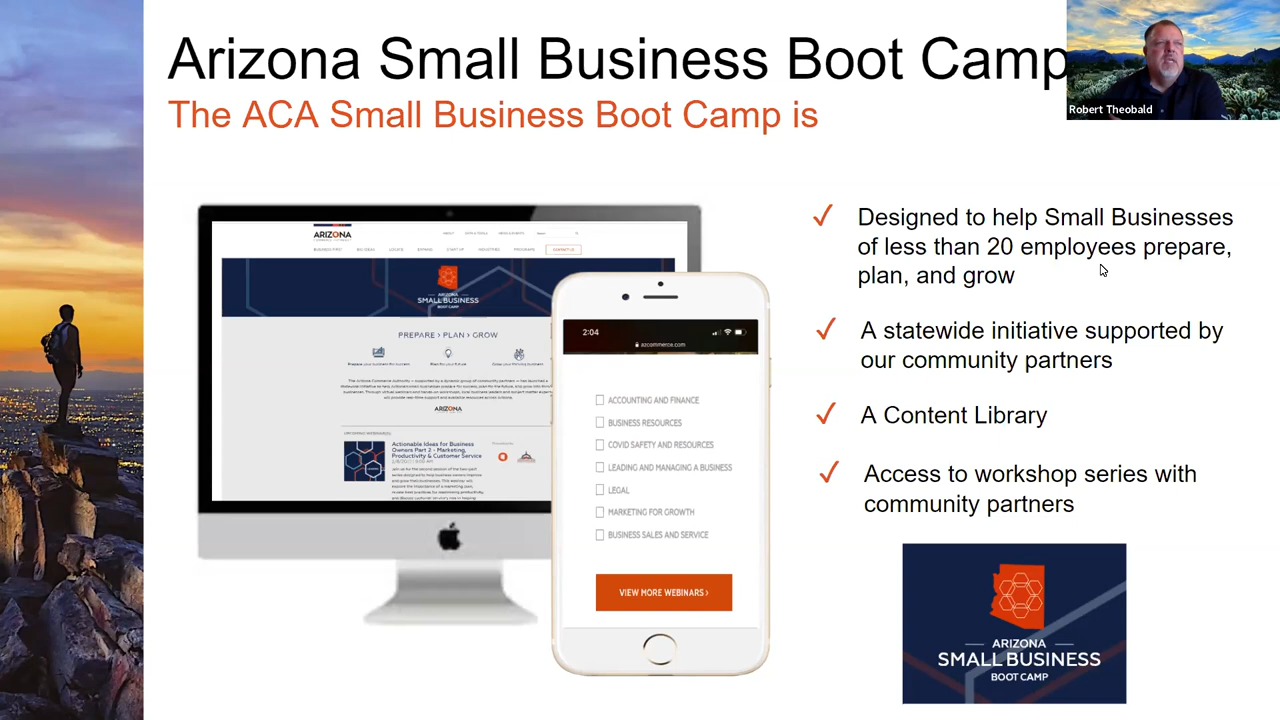 Arizona Small Business Boot Camp
The ACA Small Business Boot Camp is
Robert Theobald
Designed to help Small Businesses
of less than 20 employees prepare,
plan, and grow
A statewide initiative supported by
our community partners
A Content Library
Access to workshop series with
community partners
ARIZONA
CONTACT US
ARIZONA
SMALL BUSINESS
BOOT CAMP
PREPARE > PLAN > GROW
ARIZONA
Actionable Ideas for Business
Owners Part 2 - Marketing,
Productivity & Customer Service
2:04
azcommerce.com
ACCOUNTING AND FINANCE
BUSINESS RESOURCES
COVID SAFETY AND RESOURCES
LEADING AND MANAGING A BUSINESS
LEGAL
MARKETING FOR GROWTH
BUSINESS SALES AND SERVICE
VIEW MORE WEBINARS >
ARIZONA
SMALL BUSINESS
BOOT CAMP